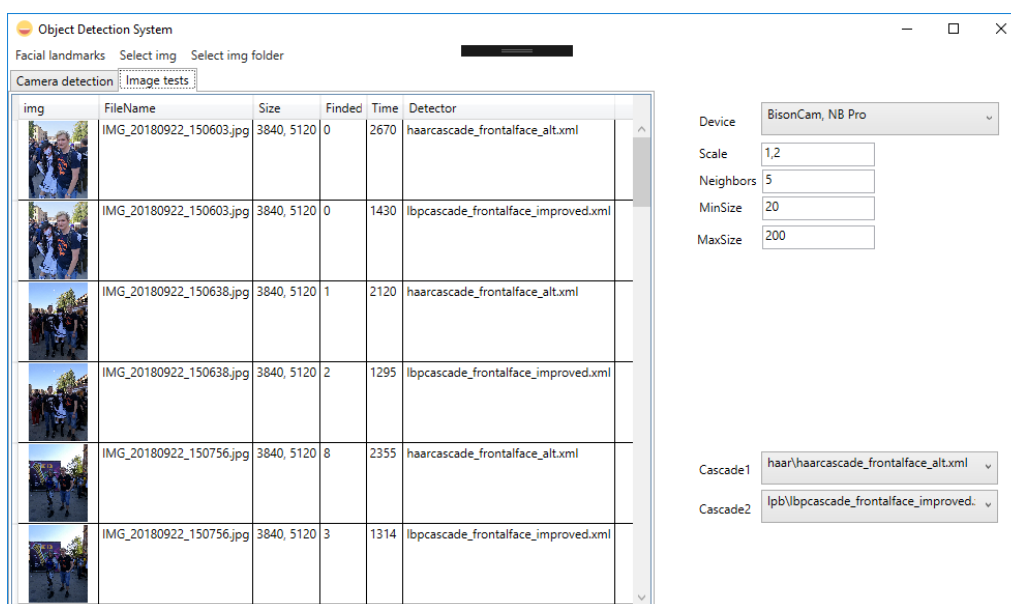 Object Detection System
Facial landmarks Select img Select img folder
Camera detection Image tests
img FileName Size Finded Time Detector
IMG_20180922_150603.jpg 3840, 5120 0 2670 haarcascade_frontalface_alt.xml
IMG_20180922_150603.jpg 3840, 5120 0 1430 lbpcascade_frontalface_improved.xml
IMG_20180922_150638.jpg 3840, 5120 1 2120 haarcascade_frontalface_alt.xml
IMG_20180922_150638.jpg 3840, 5120 2 1295 lbpcascade_frontalface_improved.xml
IMG_20180922_150756.jpg 3840, 5120 8 2355 haarcascade_frontalface_alt.xml
IMG_20180922_150756.jpg 3840, 5120 3 1314 lbpcascade_frontalface_improved.xml
Device BisonCam, NB Pro
Scale 1,2
Neighbors 5
MinSize 20
MaxSize 200
Cascade1 haar\haarcascade_frontalface_alt.xml
Cascade2 lpb\lbpcascade_frontalface_improved.